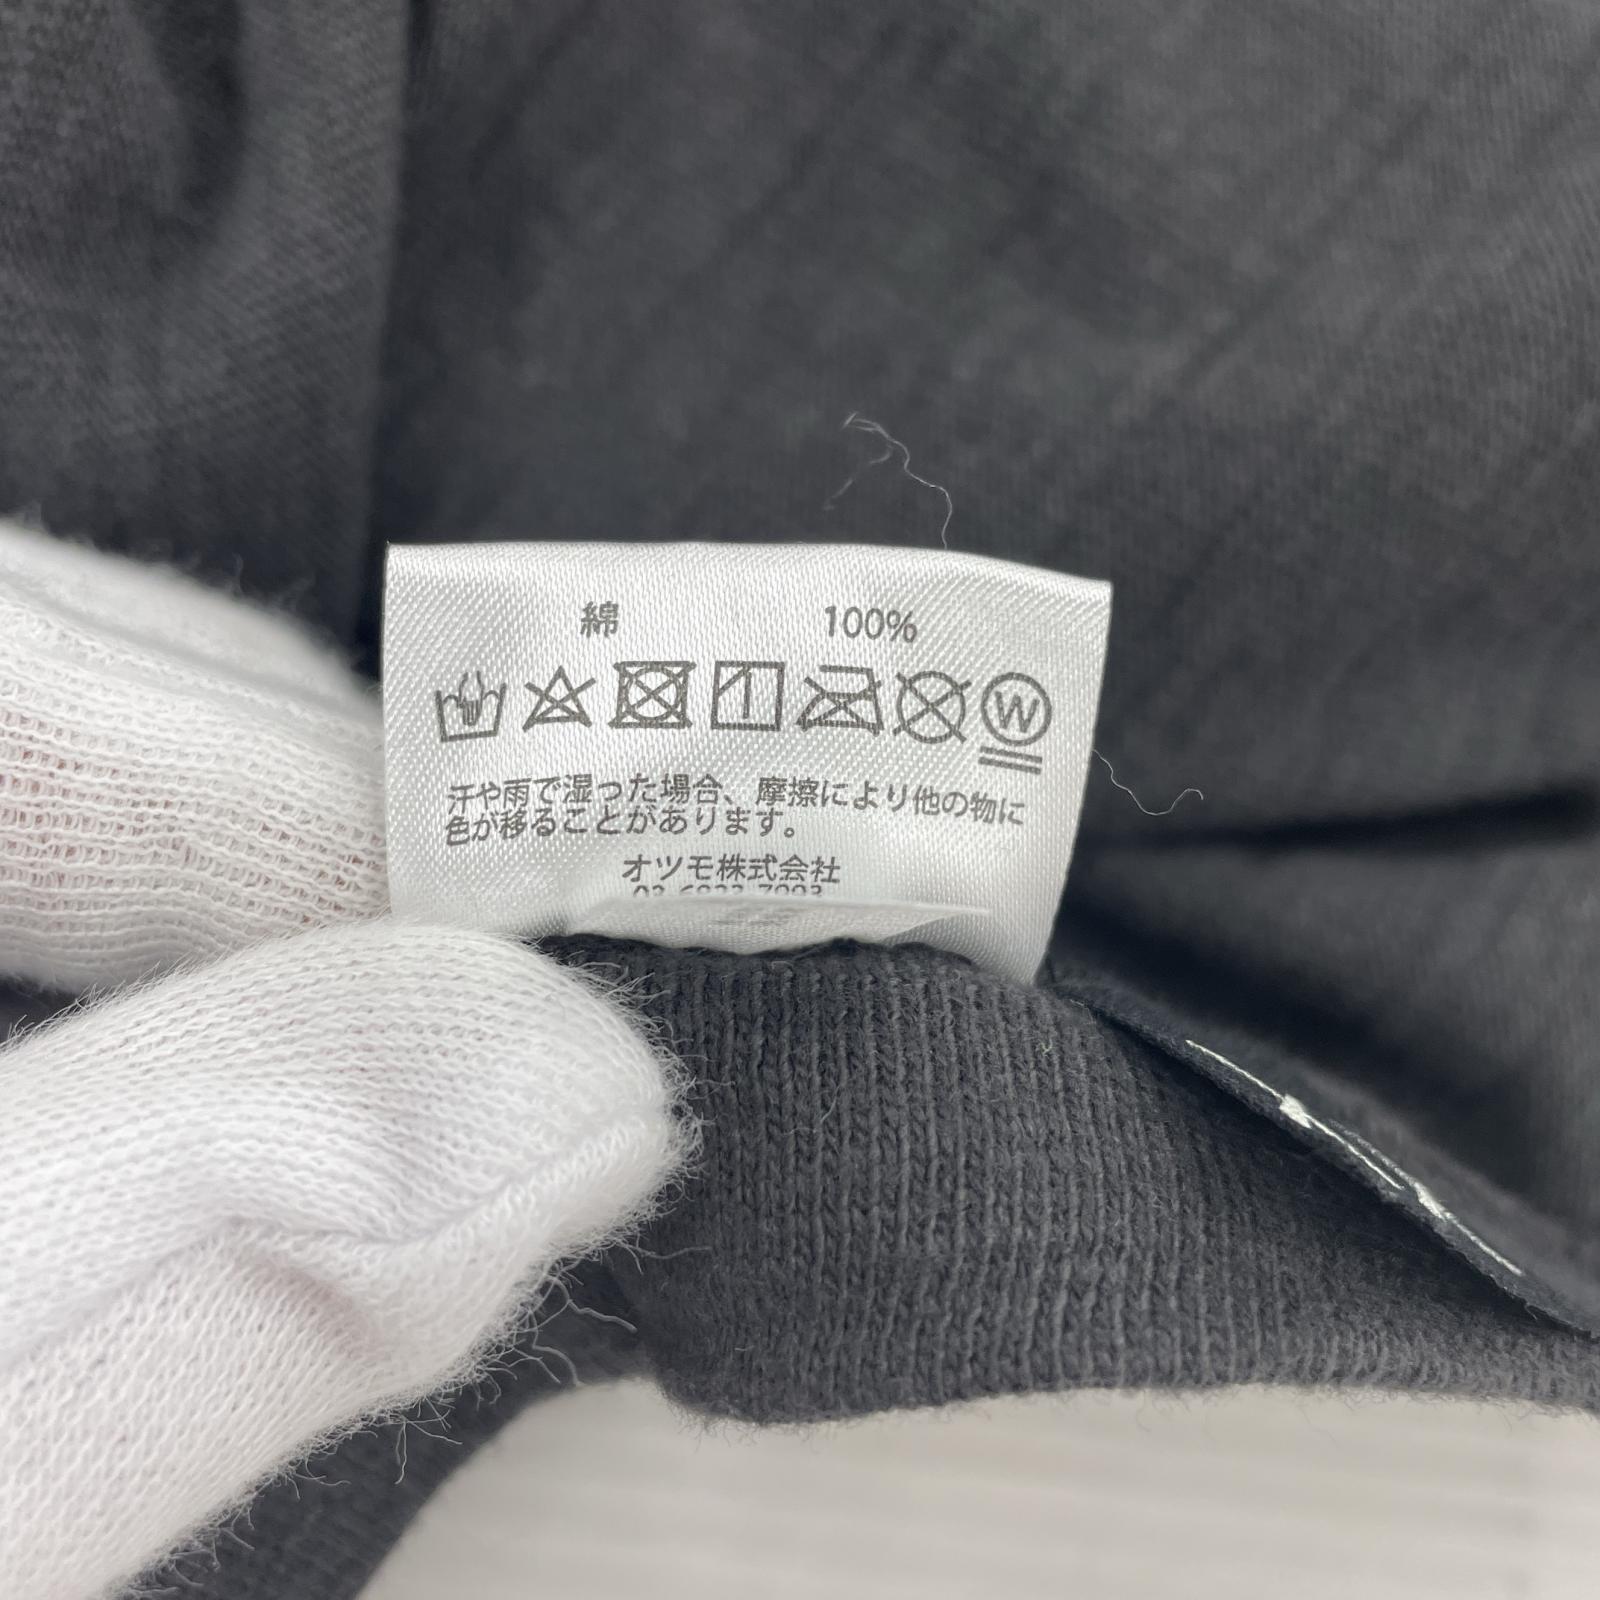 綿 100%
W
汗や雨で湿った場合、摩擦により他の物に
色が移ることがあります。
オツモ株式会社